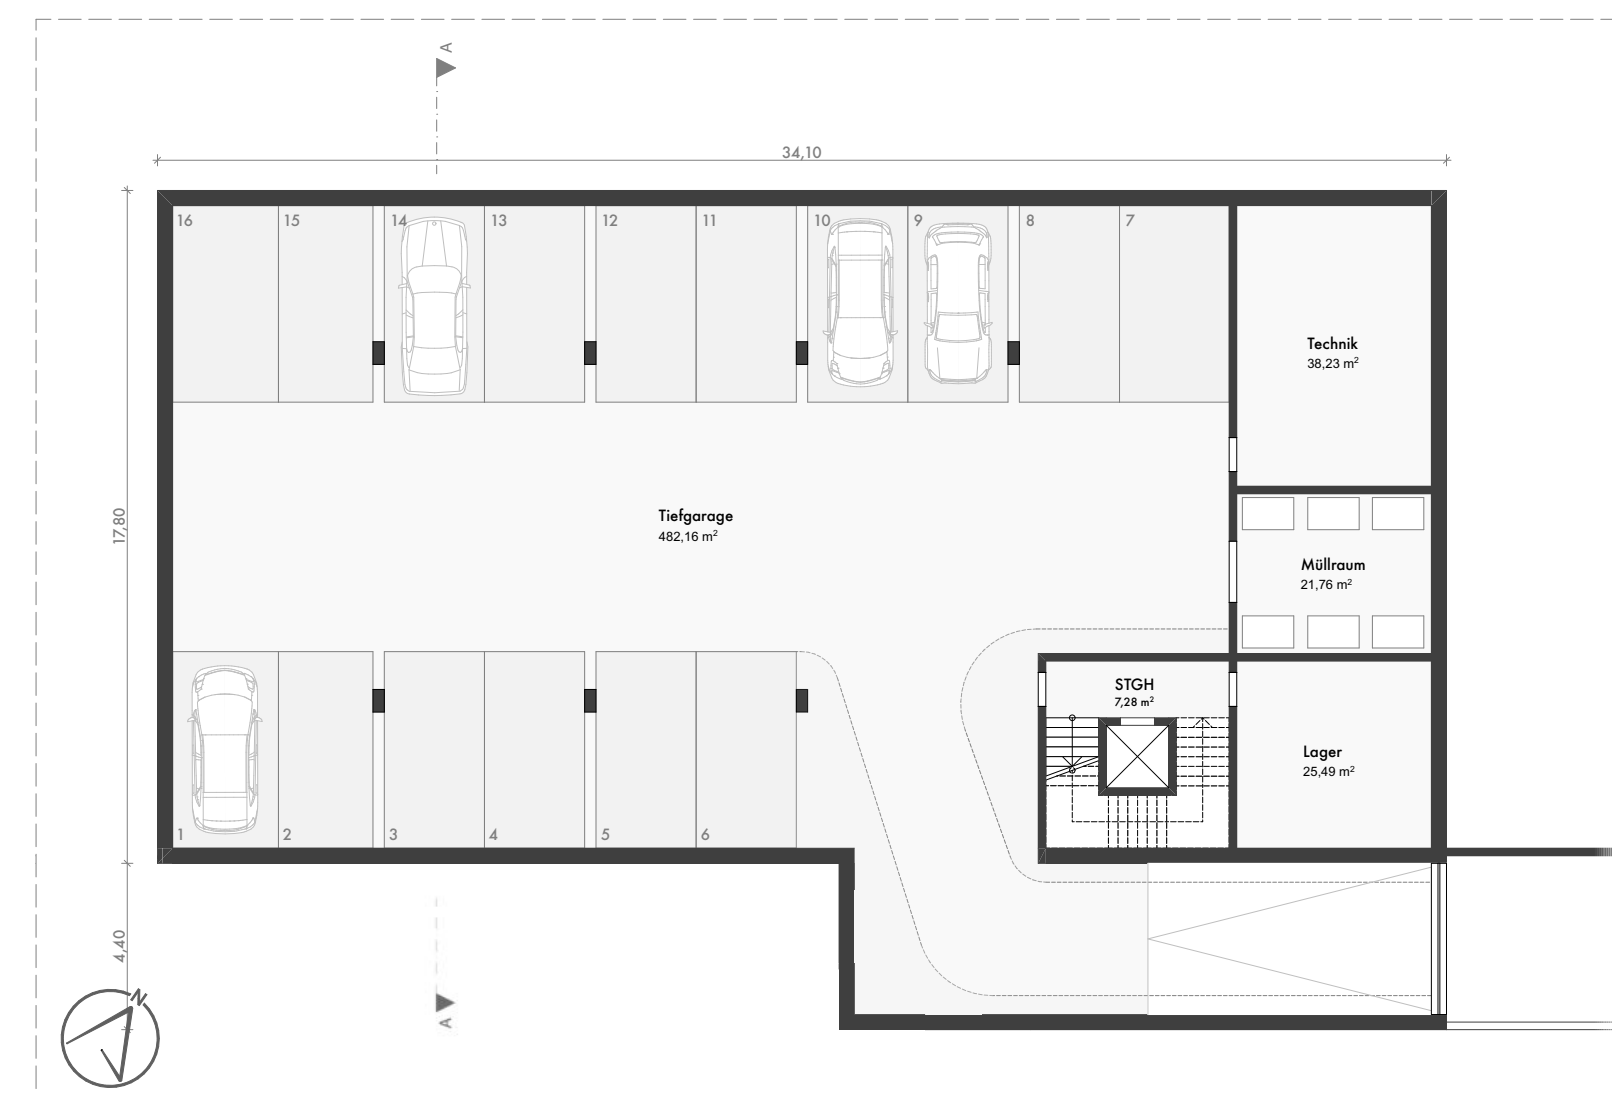 A
34,10
16
15
14
13
12
11
10
9
8
7
Technik
38,23 m²
17,80
Tiefgarage
482,16 m²
Müllraum
21,76 m²
STGH
7,28 m²
Lager
25,49 m²
1
2
3
4
5
6
4,40
N
A